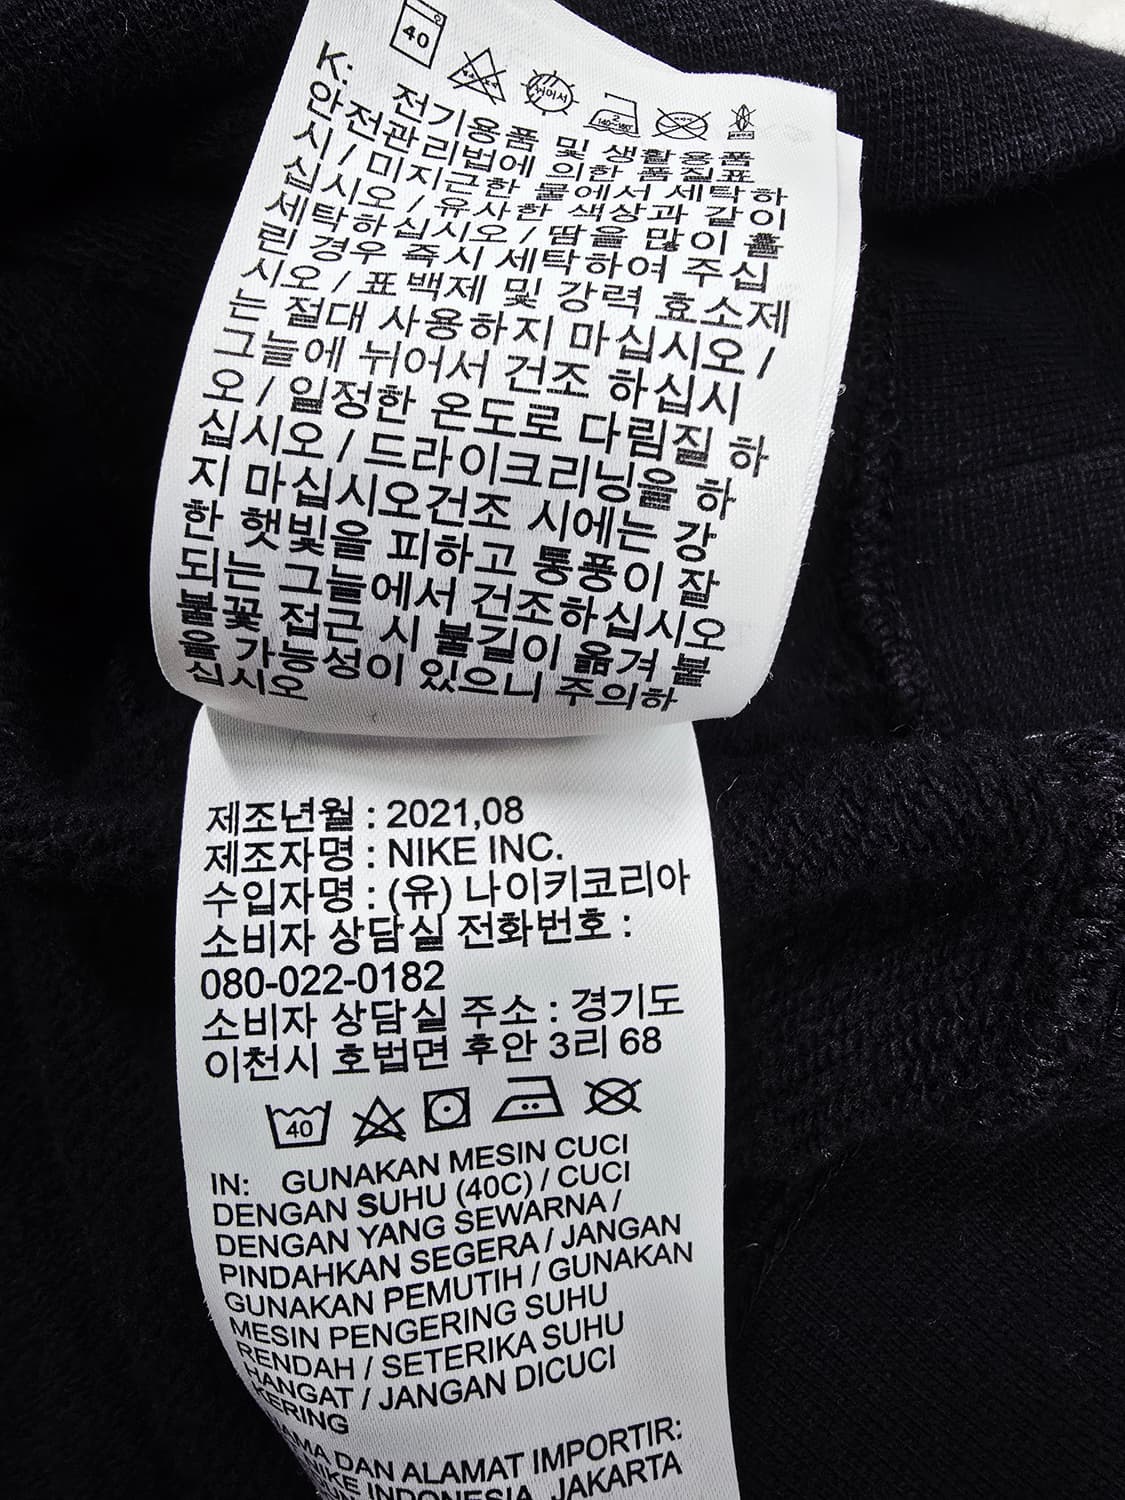 40
K: 전기용품 및 생활용품
안전관리법에 의한 품질표
시 / 미지근한 물에서 세탁하
십시오 / 유사한 색상과 같이
세탁하십시오 / 땀을 많이 흘
린 경우 즉시 세탁하여 주십
시오 / 표백제 및 강력 효소제
는 절대 사용하지 마십시오 /
그늘에 뉘어서 건조 하십시
오 / 일정한 온도로 다림질 하
십시오 / 드라이크리닝을 하
지 마십시오건조 시에는 강
한 햇빛을 피하고 통풍이 잘
되는 그늘에서 건조하십시오
불꽃 접근 시 불길이 옮겨 붙
을 가능성이 있으니 주의하
십시오
제조년월 : 2021,08
제조자명 : NIKE INC.
수입자명 : (유) 나이키코리아
소비자 상담실 전화번호 :
080-022-0182
소비자 상담실 주소 : 경기도
이천시 호법면 후안 3리 68
40
IN: GUNAKAN MESIN CUCI
DENGAN SUHU (40C) / CUCI
DENGAN YANG SEWARNA /
PINDAHKAN SEGERA / JANGAN
GUNAKAN PEMUTIH / GUNAKAN
MESIN PENGERING SUHU
RENDAH / SETERIKA SUHU
HANGAT / JANGAN DICUCI
KERING
NAMA DAN ALAMAT IMPORTIR:
NIKE INDONESIA, JAKARTA